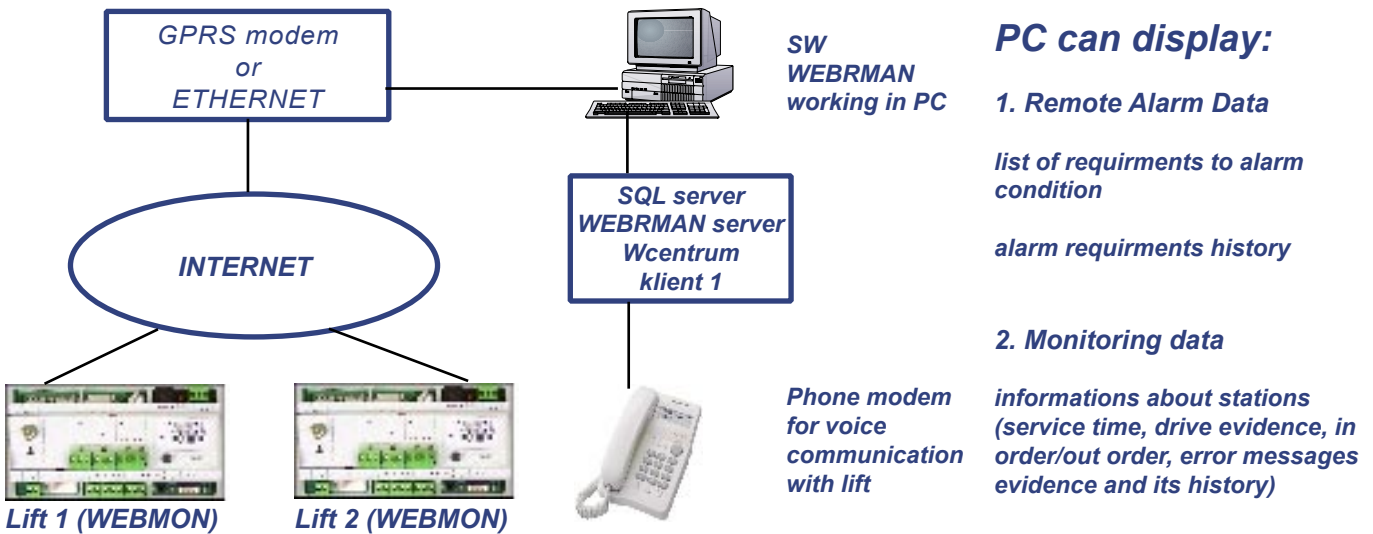 GPRS modem
or
ETHERNET
SW
WEBRMAN
working in PC
INTERNET
SQL server
WEBRMAN server
Wcentrum
klient 1
Lift 1 (WEBMON)
Lift 2 (WEBMON)
Phone modem
for voice
communication
with lift
PC can display:
1. Remote Alarm Data
list of requirments to alarm
condition
alarm requirments history
2. Monitoring data
informations about stations
(service time, drive evidence, in
order/out order, error messages
evidence and its history)